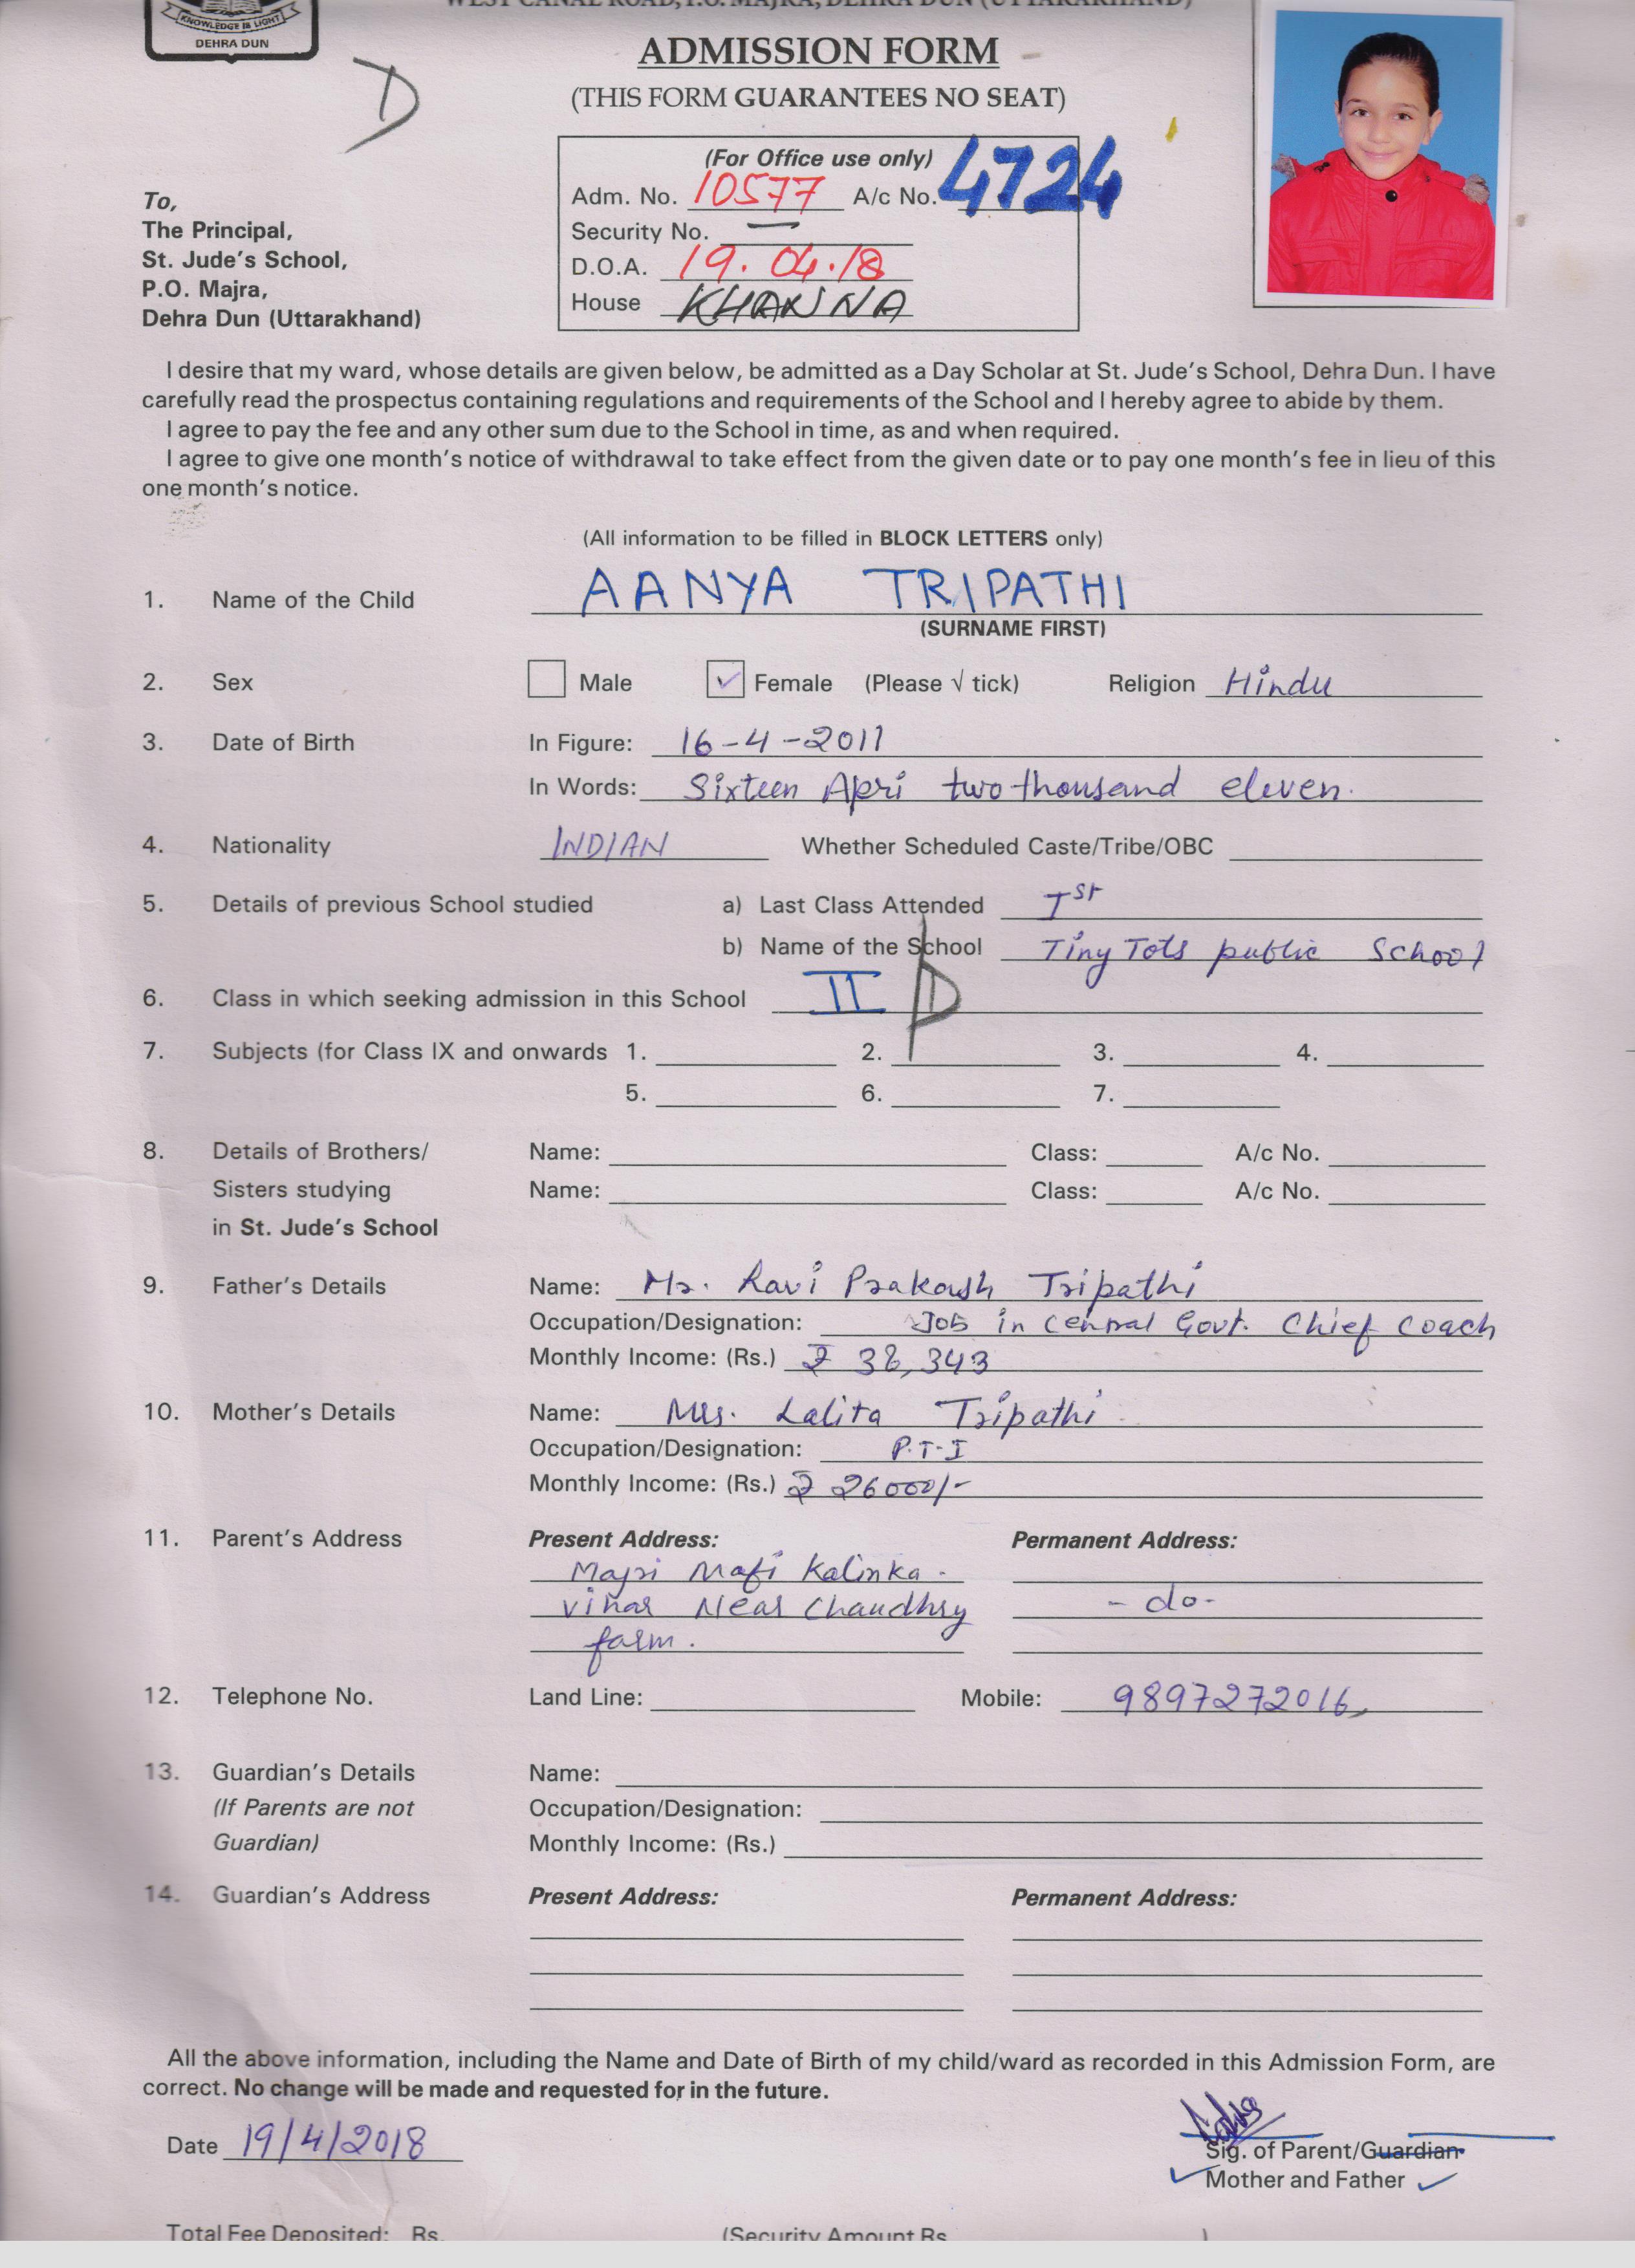 WEST CANAL ROAD, P.O. MAJRA, DEHRA DUN (UTTARAKHAND)
KNOWLEDGE IS LIGHT
DEHRA DUN
D
ADMISSION FORM
(THIS FORM GUARANTEES NO SEAT)
(For Office use only)
Adm. No. 10577 A/c No. 4724
Security No. —
D.O.A. 19.04.18
House KHANNA
To,
The Principal,
St. Jude's School,
P.O. Majra,
Dehra Dun (Uttarakhand)
I desire that my ward, whose details are given below, be admitted as a Day Scholar at St. Jude's School, Dehra Dun. I have
carefully read the prospectus containing regulations and requirements of the School and I hereby agree to abide by them.
I agree to pay the fee and any other sum due to the School in time, as and when required.
I agree to give one month's notice of withdrawal to take effect from the given date or to pay one month's fee in lieu of this
one month's notice.
(All information to be filled in BLOCK LETTERS only)
1. Name of the Child AANYA TRIPATHI
(SURNAME FIRST)
2. Sex Male ✓ Female (Please √ tick) Religion Hindu
3. Date of Birth In Figure: 16-4-2011
In Words: Sixteen Apri two thousand eleven.
4. Nationality INDIAN Whether Scheduled Caste/Tribe/OBC
5. Details of previous School studied a) Last Class Attended Ist
b) Name of the School Tiny Tots public School
6. Class in which seeking admission in this School II D
7. Subjects (for Class IX and onwards 1. 2. 3. 4.
5. 6. 7.
8. Details of Brothers/ Name: Class: A/c No.
Sisters studying Name: Class: A/c No.
in St. Jude's School
9. Father's Details Name: Mr. Ravi Prakash Tripathi
Occupation/Designation: Job in Central Govt. Chief Coach
Monthly Income: (Rs.) ₹ 38,343
10. Mother's Details Name: Mrs. Lalita Tripathi
Occupation/Designation: P.T.I
Monthly Income: (Rs.) ₹ 26000/-
11. Parent's Address Present Address: Permanent Address:
Majri Mafi Kalinka
vihar Near Chaudhry - do -
farm.
12. Telephone No. Land Line: Mobile: 9897272016
13. Guardian's Details Name:
(If Parents are not Occupation/Designation:
Guardian) Monthly Income: (Rs.)
14. Guardian's Address Present Address: Permanent Address:
All the above information, including the Name and Date of Birth of my child/ward as recorded in this Admission Form, are
correct. No change will be made and requested for in the future.
Date 19/4/2018
Sig. of Parent/Guardian
✓ Mother and Father ✓
Total Fee Deposited: Rs. (Security Amount Rs. )